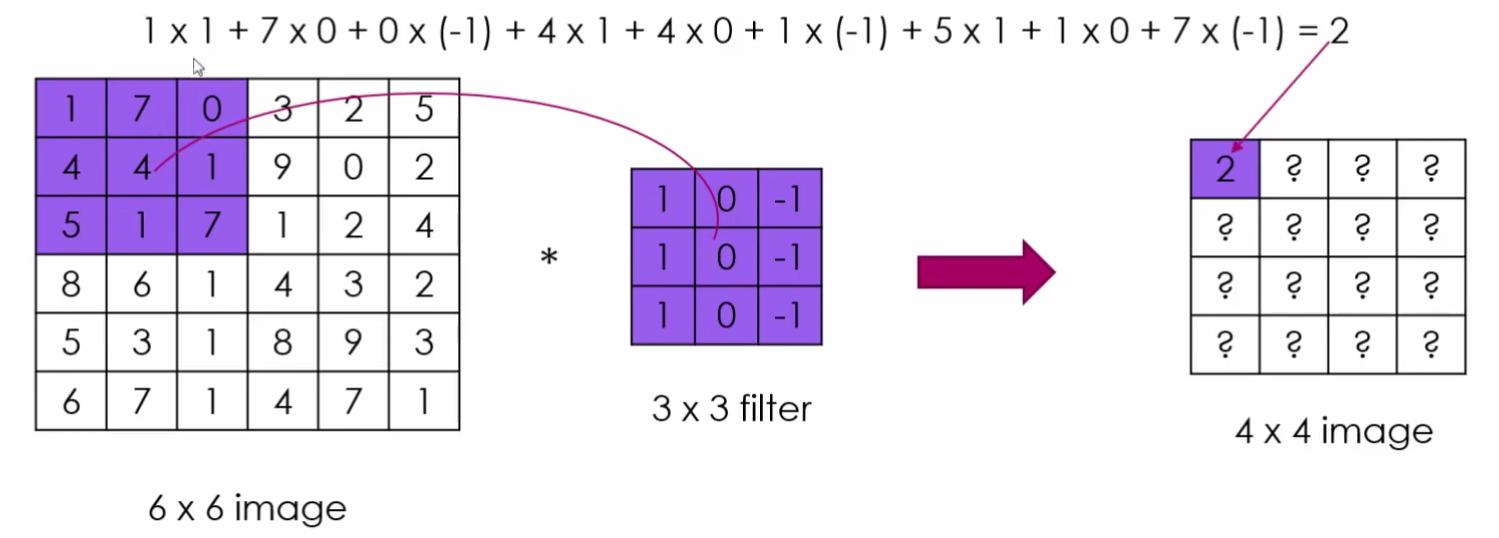 1 x 1 + 7 x 0 + 0 x (-1) + 4 x 1 + 4 x 0 + 1 x (-1) + 5 x 1 + 1 x 0 + 7 x (-1) = 2
1 7 0 3 2 5
4 4 1 9 0 2
5 1 7 1 2 4
8 6 1 4 3 2
5 3 1 8 9 3
6 7 1 4 7 1
6 x 6 image
*
1 0 -1
1 0 -1
1 0 -1
3 x 3 filter
2 ? ? ?
? ? ? ?
? ? ? ?
? ? ? ?
4 x 4 image